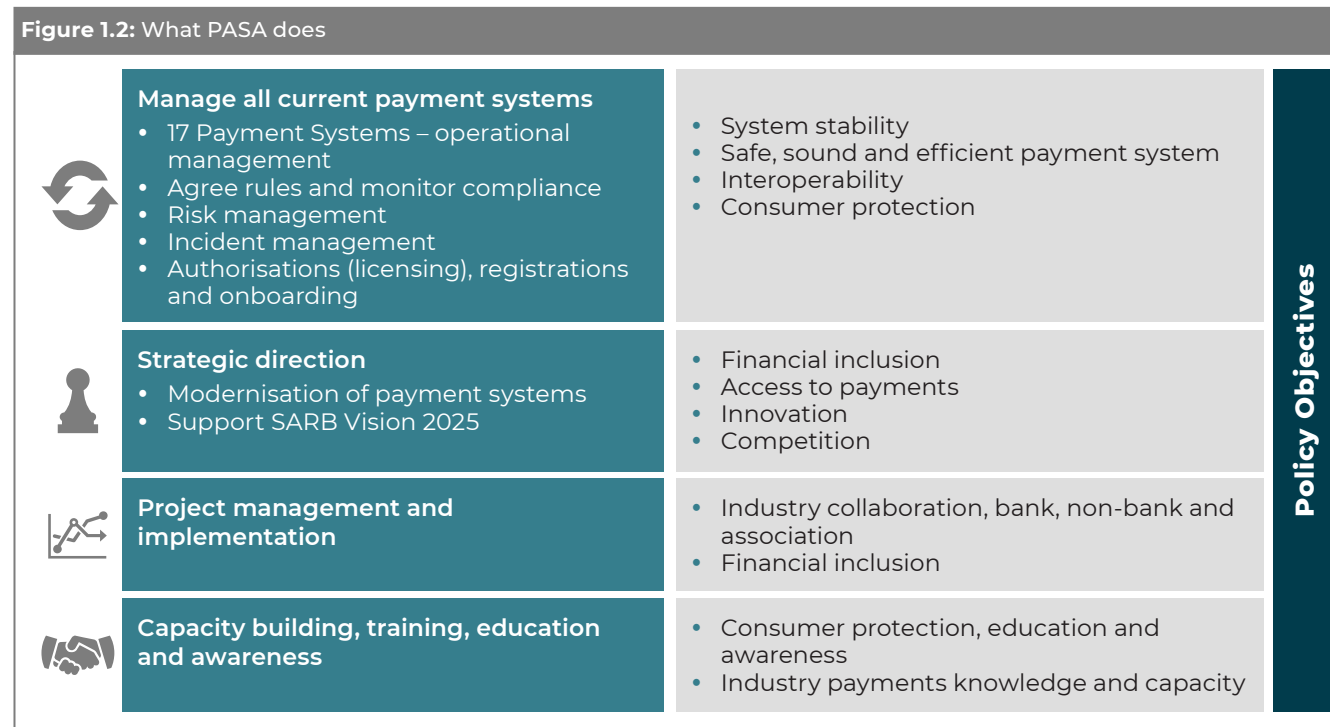 Figure 1.2: What PASA does
Manage all current payment systems
• 17 Payment Systems – operational
management
• Agree rules and monitor compliance
• Risk management
• Incident management
• Authorisations (licensing), registrations
and onboarding
• System stability
• Safe, sound and efficient payment system
• Interoperability
• Consumer protection
Strategic direction
• Modernisation of payment systems
• Support SARB Vision 2025
• Financial inclusion
• Access to payments
• Innovation
• Competition
Project management and
implementation
• Industry collaboration, bank, non-bank and
association
• Financial inclusion
Capacity building, training, education
and awareness
• Consumer protection, education and
awareness
• Industry payments knowledge and capacity
Policy Objectives